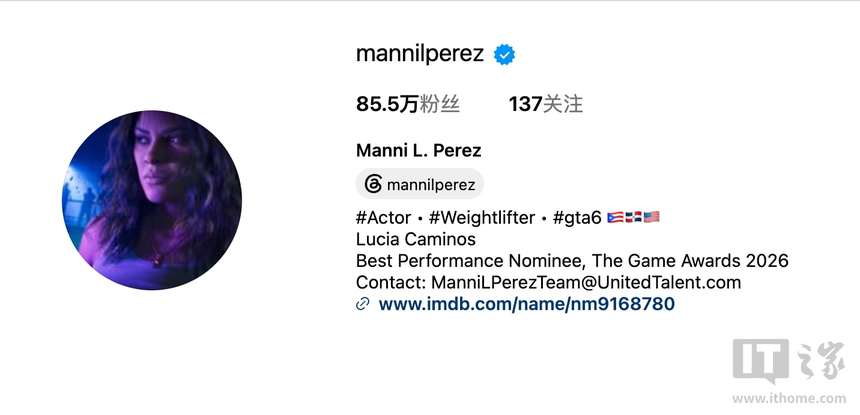 mannilperez
85.5万粉丝 137关注
Manni L. Perez
mannilperez
#Actor • #Weightlifter • #gta6 🇵🇷🇩🇴🇺🇸
Lucia Caminos
Best Performance Nominee, The Game Awards 2026
Contact: ManniLPerezTeam@UnitedTalent.com
www.imdb.com/name/nm9168780
IT之家
www.ithome.com